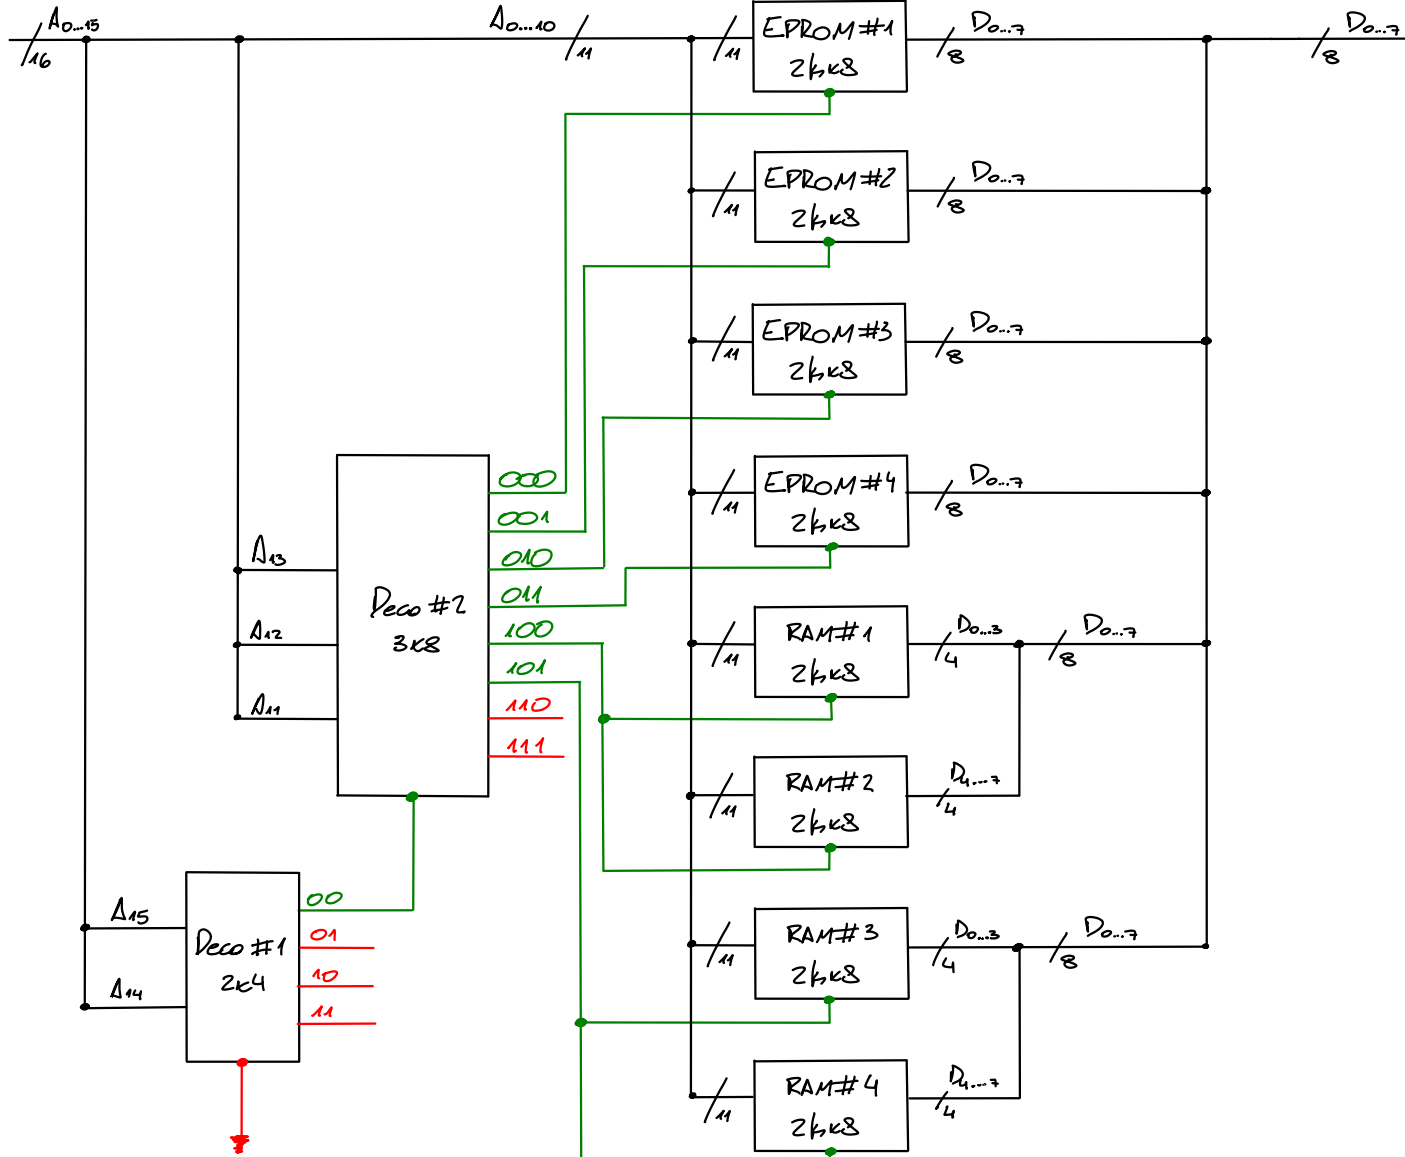 A0...15
16
A0...10
11
11
EPROM #1
2kx8
D0...7
8
D0...7
8
11
EPROM #2
2kx8
D0...7
8
11
EPROM #3
2kx8
D0...7
8
11
EPROM #4
2kx8
D0...7
8
A13
A12
A11
Deco #2
3x8
000
001
010
011
100
101
110
111
11
RAM #1
2kx8
D0...3
4
D0...7
8
11
RAM #2
2kx8
D4...7
4
A15
A14
Deco #1
2x4
00
01
10
11
11
RAM #3
2kx8
D0...3
4
D0...7
8
11
RAM #4
2kx8
D4...7
4